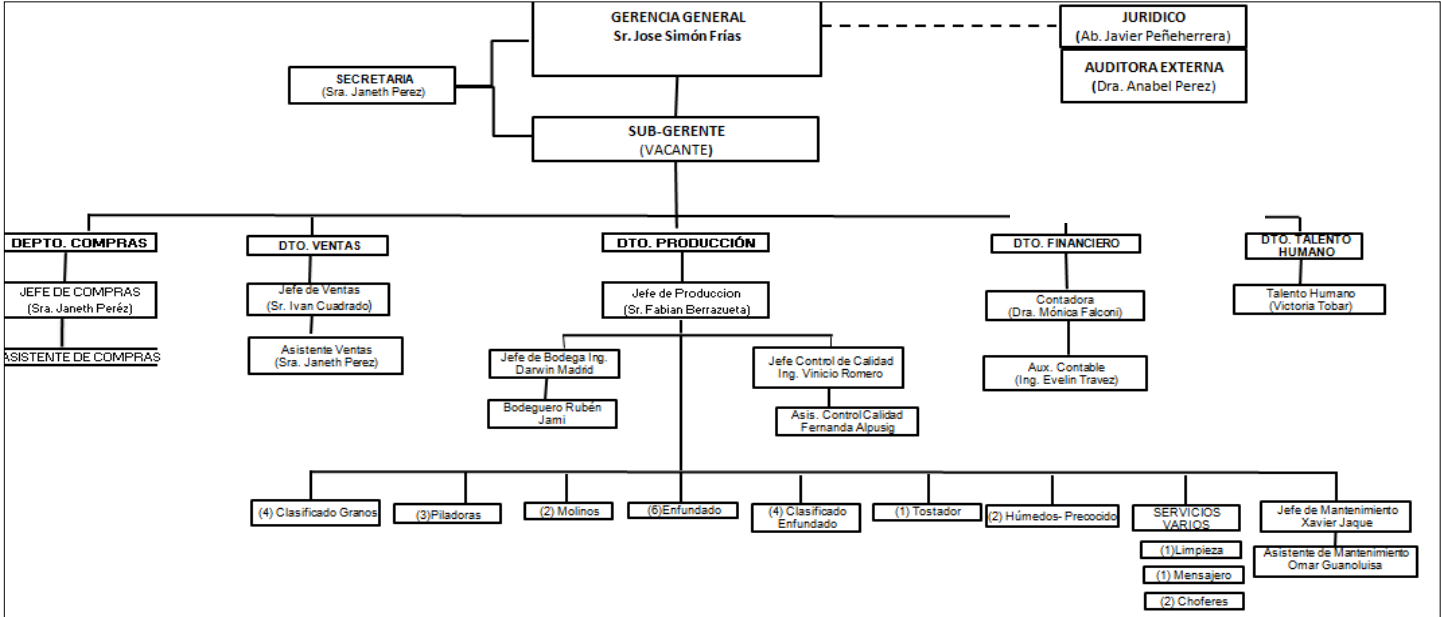 GERENCIA GENERAL
Sr. Jose Simón Frías
JURIDICO
(Ab. Javier Peñeherrera)
AUDITORA EXTERNA
(Dra. Anabel Perez)
SECRETARIA
(Sra. Janeth Perez)
SUB-GERENTE
(VACANTE)
DEPTO. COMPRAS
DTO. VENTAS
DTO. PRODUCCIÓN
DTO. FINANCIERO
DTO. TALENTO
HUMANO
JEFE DE COMPRAS
(Sra. Janeth Peréz)
Jefe de Ventas
(Sr. Ivan Cuadrado)
Jefe de Produccion
(Sr. Fabian Berrazueta)
Contadora
(Dra. Mónica Falconi)
Talento Humano
(Victoria Tobar)
ASISTENTE DE COMPRAS
Asistente Ventas
(Sra. Janeth Perez)
Jefe de Bodega Ing.
Darwin Madrid
Jefe Control de Calidad
Ing. Vinicio Romero
Aux. Contable
(Ing. Evelin Travez)
Bodeguero Rubén
Jami
Asis. Control Calidad
Fernanda Alpusig
(4) Clasificado Granos
(3)Piladoras
(2) Molinos
(6)Enfundado
(4) Clasificado
Enfundado
(1) Tostador
(2) Húmedos- Precocido
SERVICIOS
VARIOS
Jefe de Mantenimiento
Xavier Jaque
(1)Limpieza
(1) Mensajero
(2) Choferes
Asistente de Mantenimiento
Omar Guanoluisa